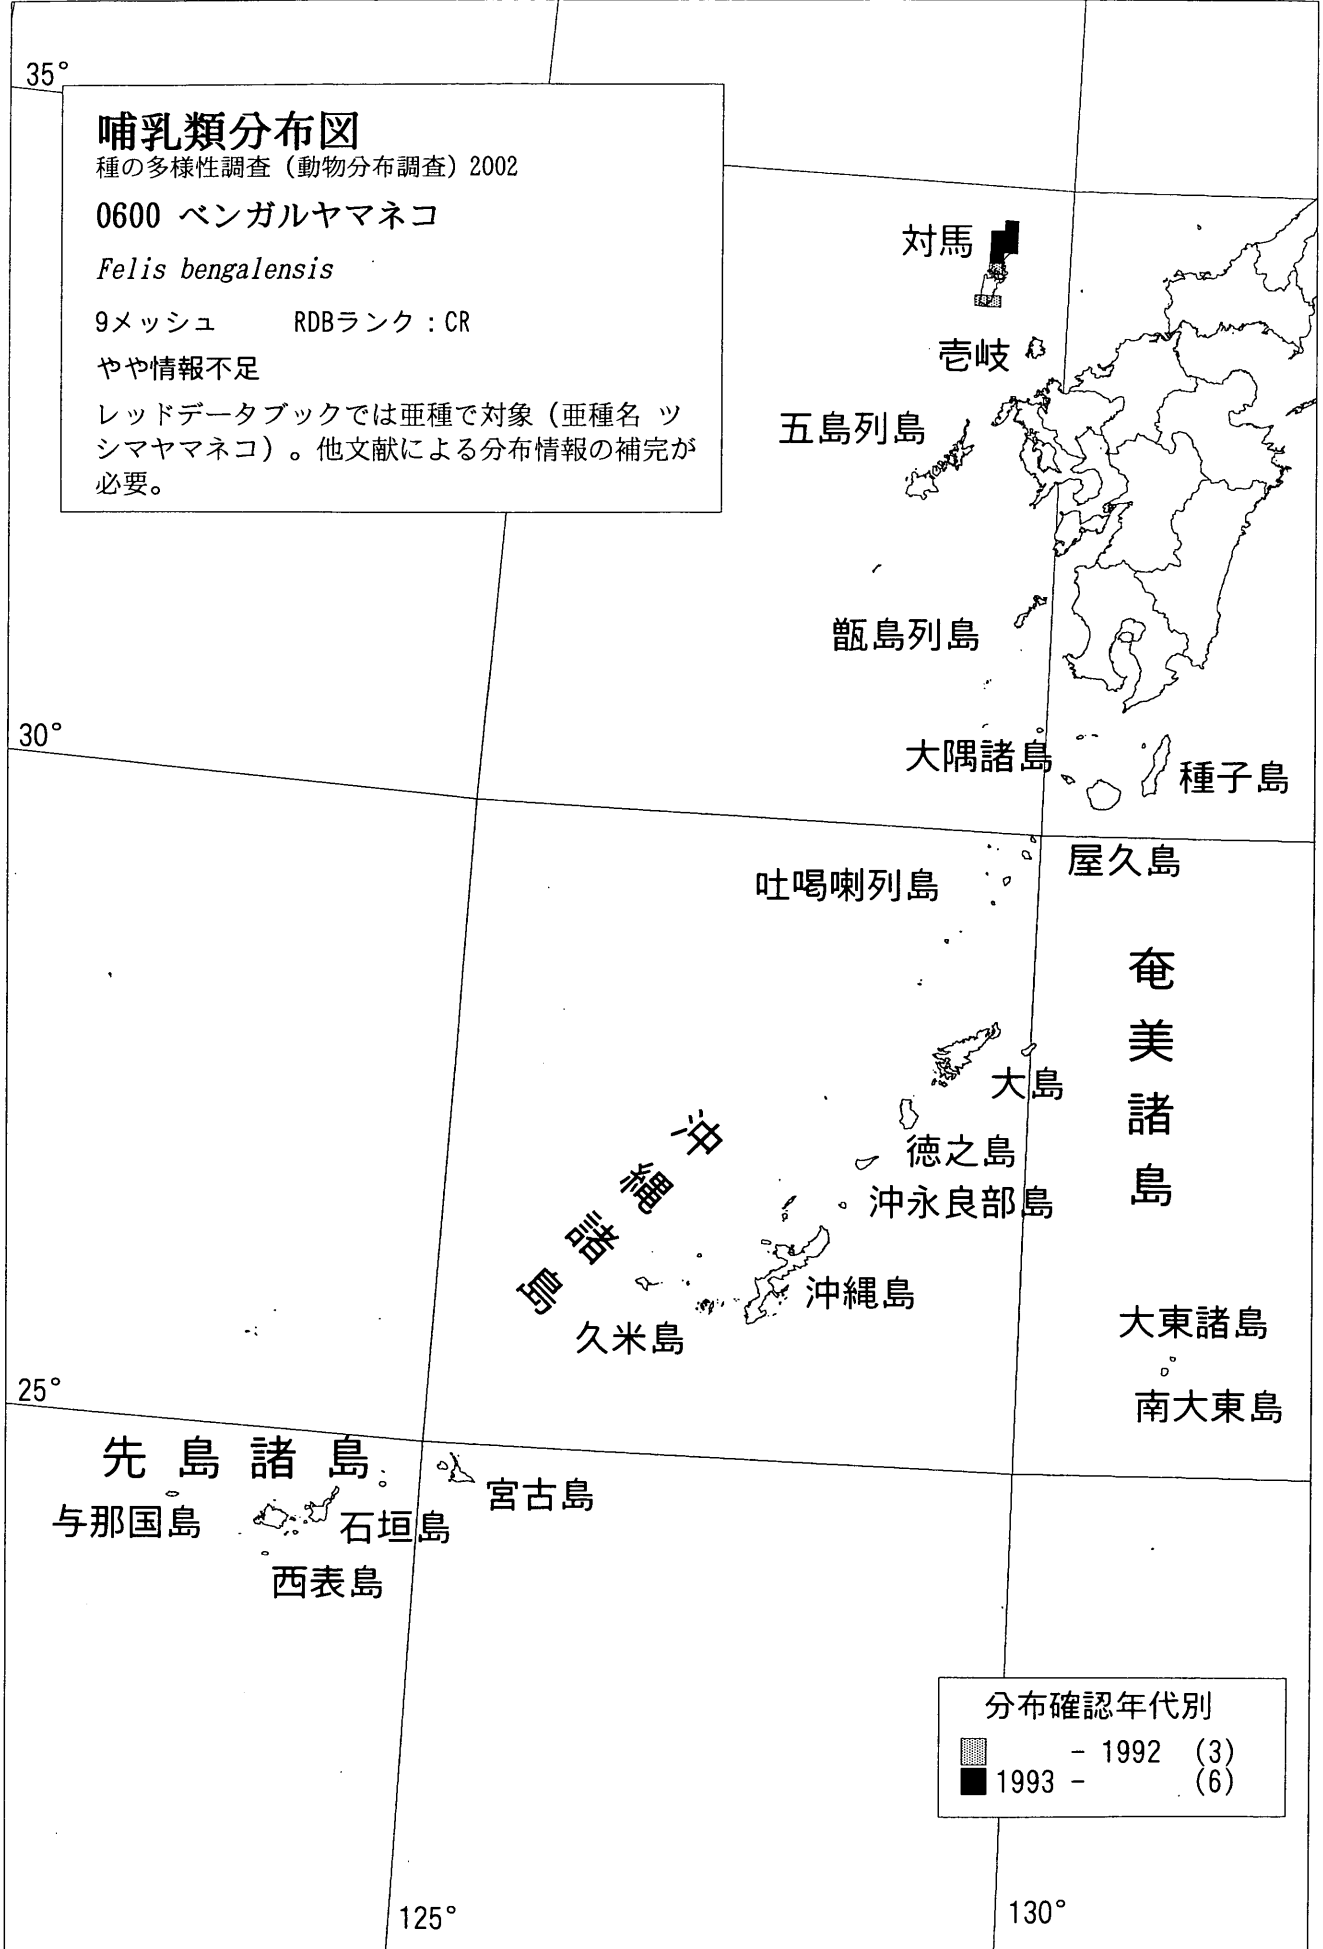 35°
哺乳類分布図
種の多様性調査（動物分布調査）2002
0600 ベンガルヤマネコ
Felis bengalensis
9メッシュ　　RDBランク：CR
やや情報不足
レッドデータブックでは亜種で対象（亜種名 ツ
シマヤマネコ）。他文献による分布情報の補完が
必要。
対馬
壱岐
五島列島
甑島列島
30°
大隅諸島
種子島
屋久島
吐噶喇列島
奄美諸島
大島
徳之島
沖永良部島
沖縄諸島
沖縄島
久米島
大東諸島
南大東島
25°
先島諸島
宮古島
与那国島
石垣島
西表島
分布確認年代別
- 1992 (3)
1993 - (6)
125°
130°